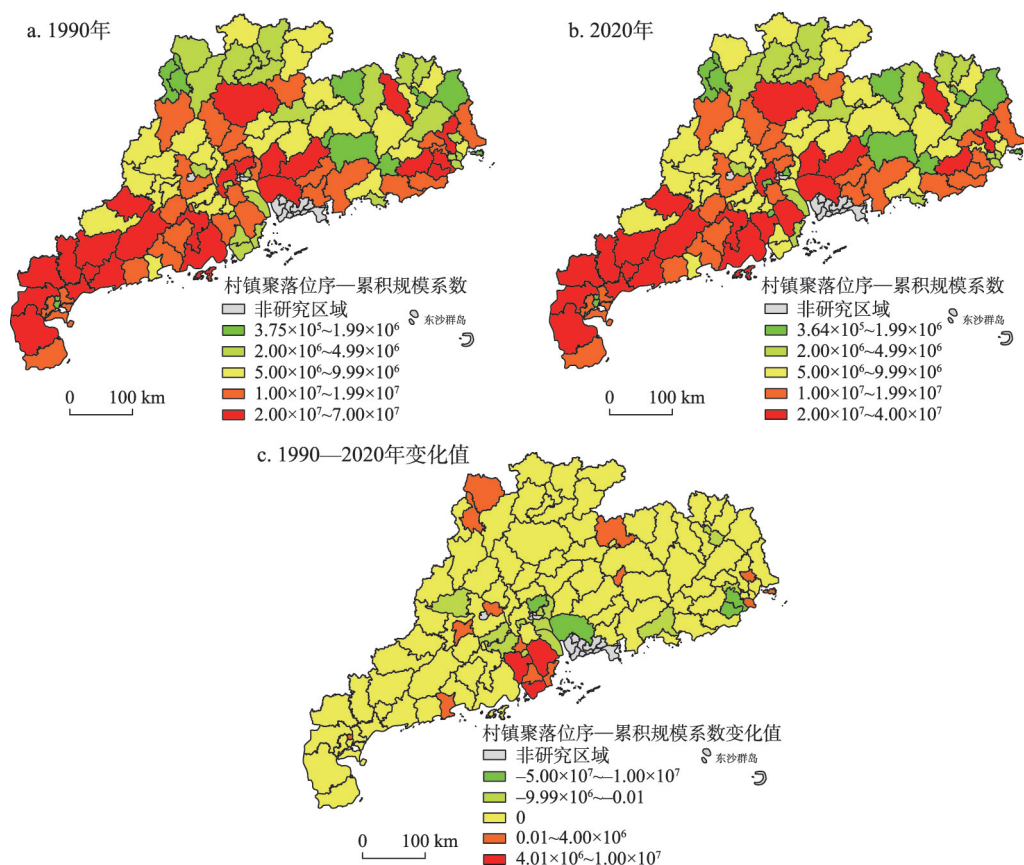 a. 1990年
村镇聚落位序—累积规模系数
非研究区域
3.75×10⁵~1.99×10⁶
2.00×10⁶~4.99×10⁶
5.00×10⁶~9.99×10⁶
1.00×10⁷~1.99×10⁷
2.00×10⁷~7.00×10⁷
东沙群岛
0 100 km
b. 2020年
村镇聚落位序—累积规模系数
非研究区域
3.64×10⁵~1.99×10⁶
2.00×10⁶~4.99×10⁶
5.00×10⁶~9.99×10⁶
1.00×10⁷~1.99×10⁷
2.00×10⁷~4.00×10⁷
东沙群岛
0 100 km
c. 1990—2020年变化值
村镇聚落位序—累积规模系数变化值
非研究区域
–5.00×10⁷~–1.00×10⁷
–9.99×10⁶~–0.01
0
0.01~4.00×10⁶
4.01×10⁶~1.00×10⁷
东沙群岛
0 100 km